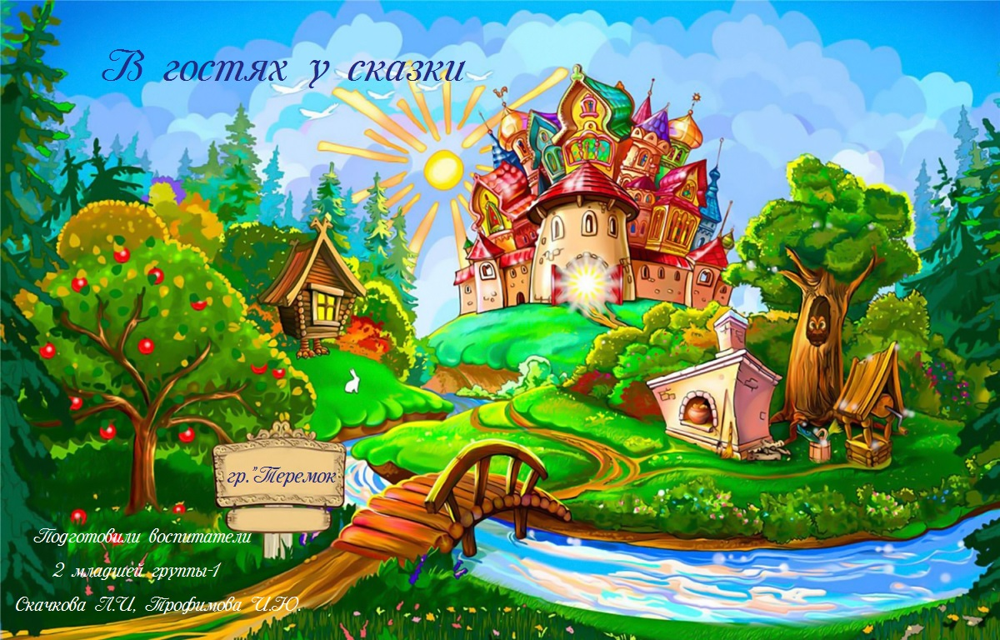 В гостях у сказки
гр."Теремок
Подготовили воспитатели
2 младшей группы-1
Скачкова Л.И, Трофимова И.Ю.